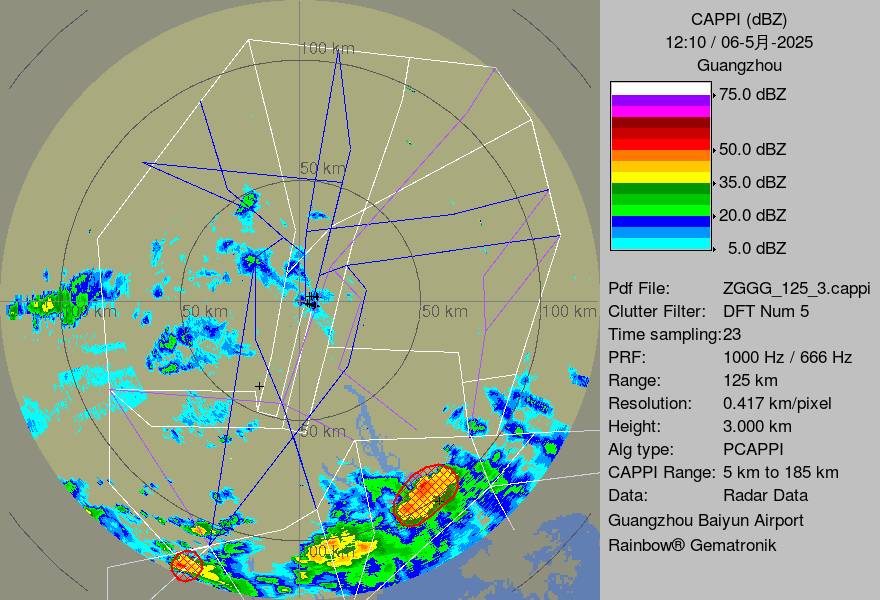 CAPPI (dBZ)
12:10 / 06-5月-2025
Guangzhou
75.0 dBZ
50.0 dBZ
35.0 dBZ
20.0 dBZ
5.0 dBZ
Pdf File: ZGGG_125_3.cappi
Clutter Filter: DFT Num 5
Time sampling:23
PRF: 1000 Hz / 666 Hz
Range: 125 km
Resolution: 0.417 km/pixel
Height: 3.000 km
Alg type: PCAPPI
CAPPI Range: 5 km to 185 km
Data: Radar Data
Guangzhou Baiyun Airport
Rainbow® Gematronik
100 km
50 km
100 km 50 km 50 km 100 km
50 km
100 km